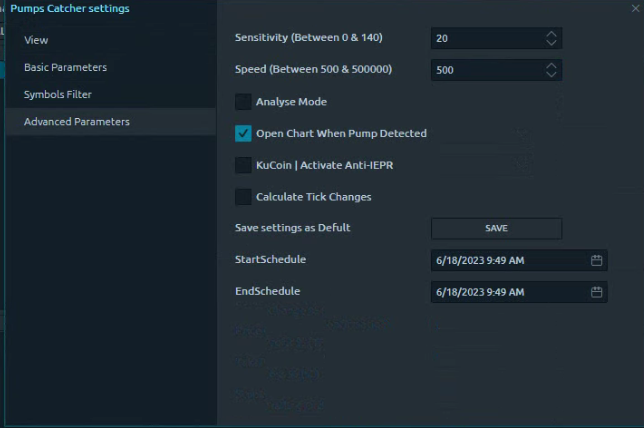 Pumps Catcher settings
View
Basic Parameters
Symbols Filter
Advanced Parameters
Sensitivity (Between 0 & 140)
20
Speed (Between 500 & 500000)
500
Analyse Mode
Open Chart When Pump Detected
KuCoin | Activate Anti-IEPR
Calculate Tick Changes
Save settings as Defult
SAVE
StartSchedule
6/18/2023 9:49 AM
EndSchedule
6/18/2023 9:49 AM